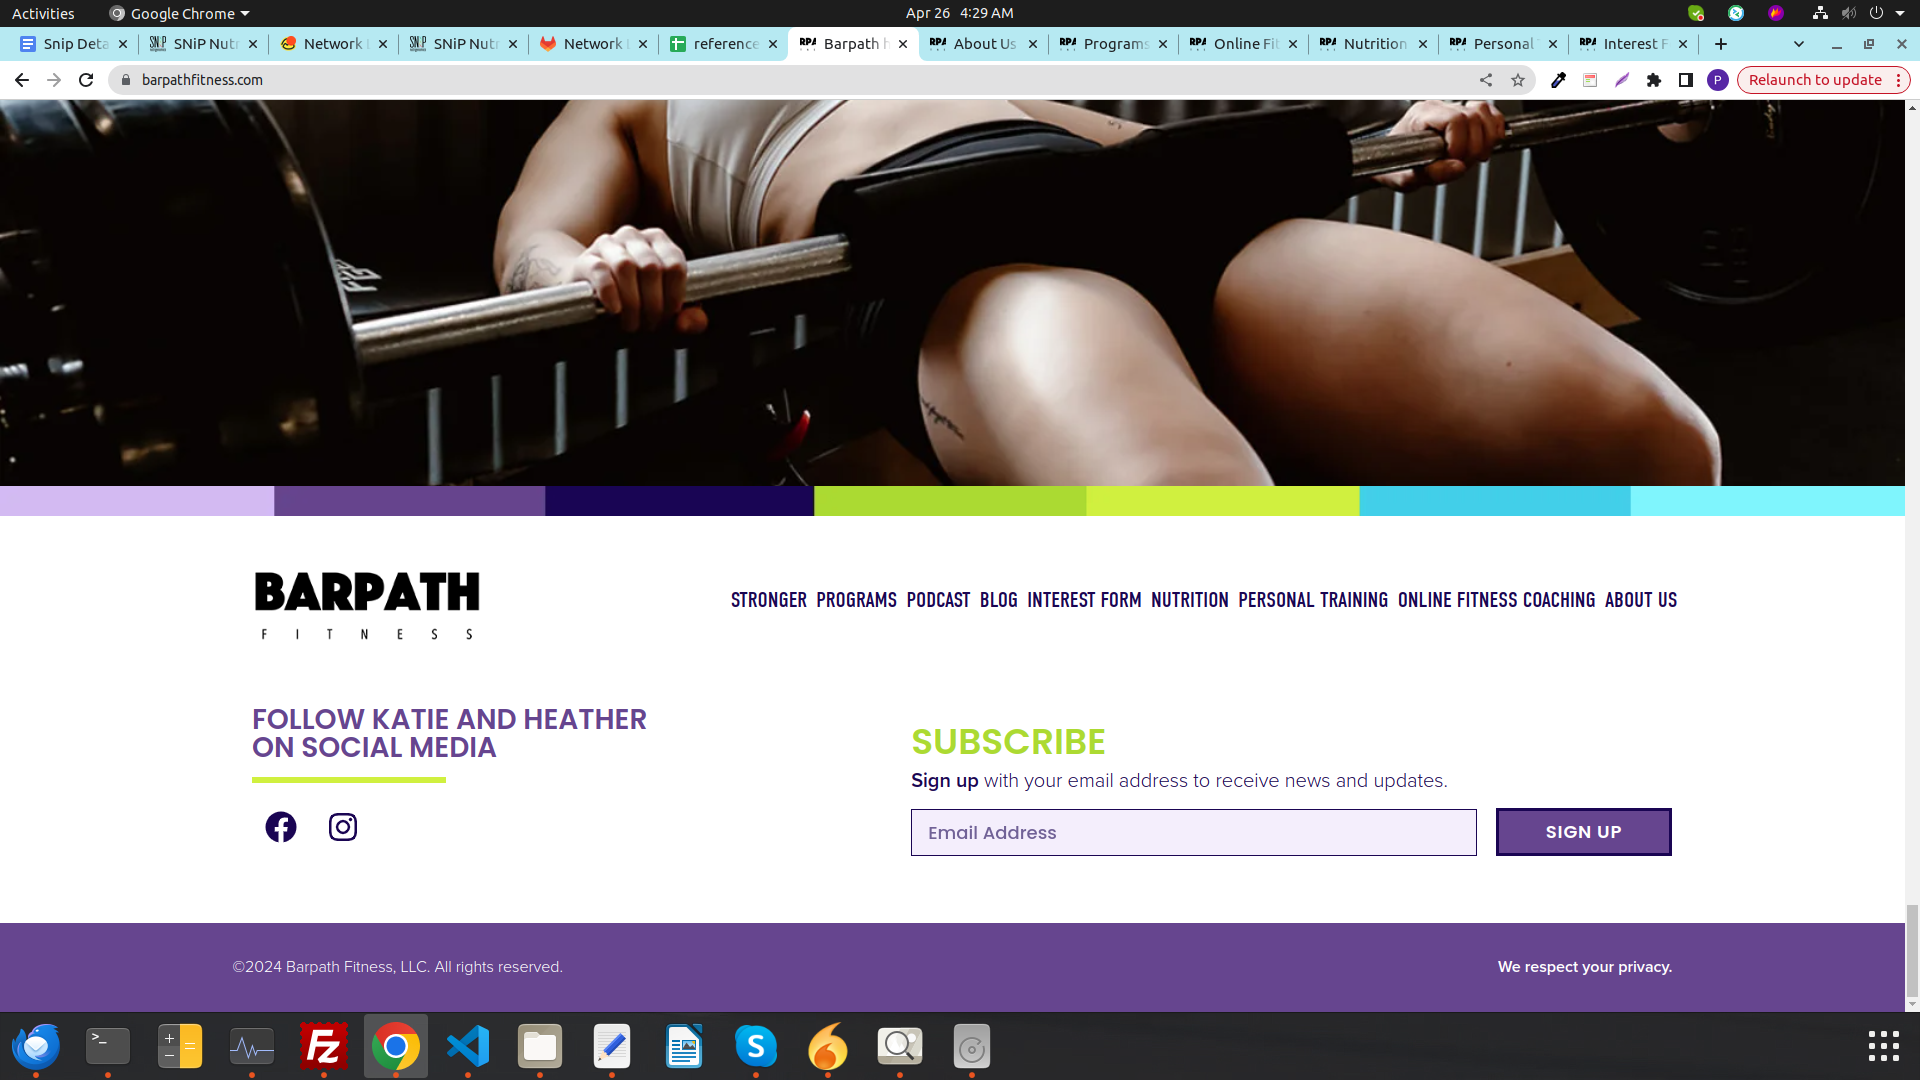 Activities
Google Chrome
Apr 26 4:29 AM
Snip Deta
SNiP Nutr
Network
SNiP Nutr
Network
reference
Barpath h
About Us
Programs
Online Fit
Nutrition
Personal
Interest F
barpathfitness.com
P
Relaunch to update
BARPATH
FITNESS
STRONGER PROGRAMS PODCAST BLOG INTEREST FORM NUTRITION PERSONAL TRAINING ONLINE FITNESS COACHING ABOUT US
FOLLOW KATIE AND HEATHER
ON SOCIAL MEDIA
SUBSCRIBE
Sign up with your email address to receive news and updates.
Email Address
SIGN UP
©2024 Barpath Fitness, LLC. All rights reserved.
We respect your privacy.